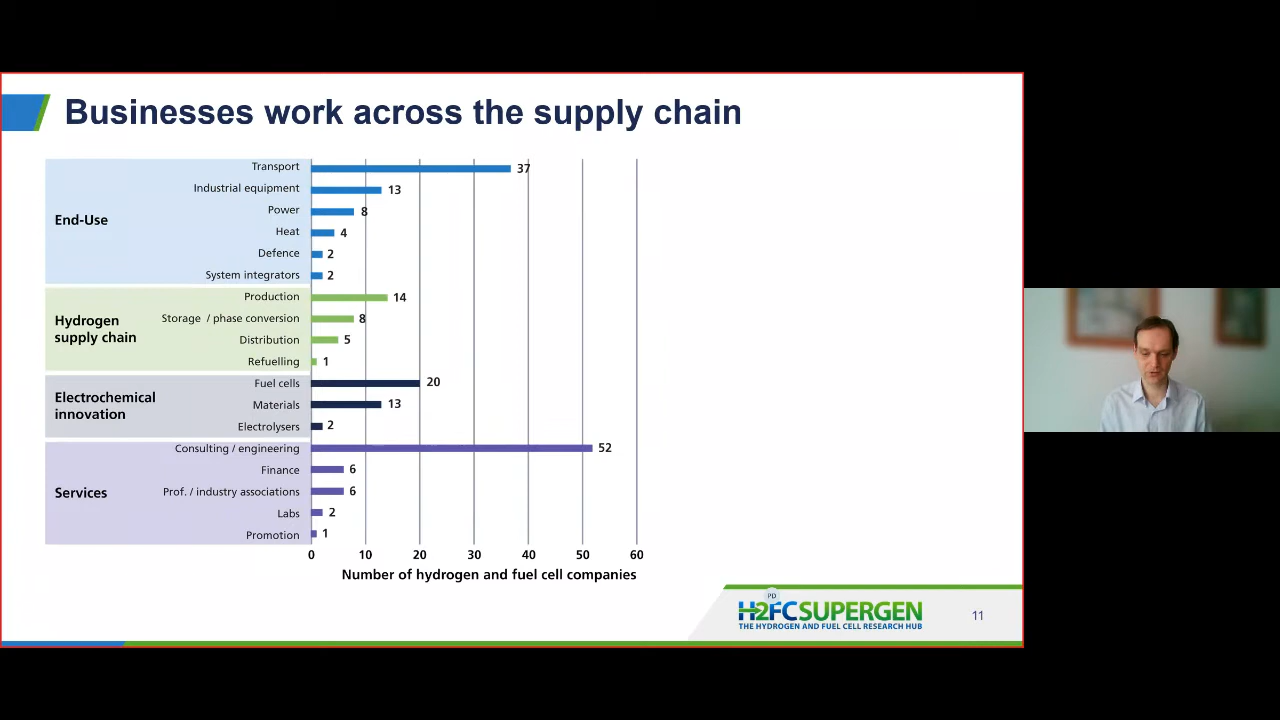 Businesses work across the supply chain
End-Use
Transport 37
Industrial equipment 13
Power 8
Heat 4
Defence 2
System integrators 2
Hydrogen
supply chain
Production 14
Storage / phase conversion 8
Distribution 5
Refuelling 1
Electrochemical
innovation
Fuel cells 20
Materials 13
Electrolysers 2
Services
Consulting / engineering 52
Finance 6
Prof. / industry associations 6
Labs 2
Promotion 1
0 10 20 30 40 50 60
Number of hydrogen and fuel cell companies
PD
H2FCSUPERGEN
THE HYDROGEN AND FUEL CELL RESEARCH HUB
11